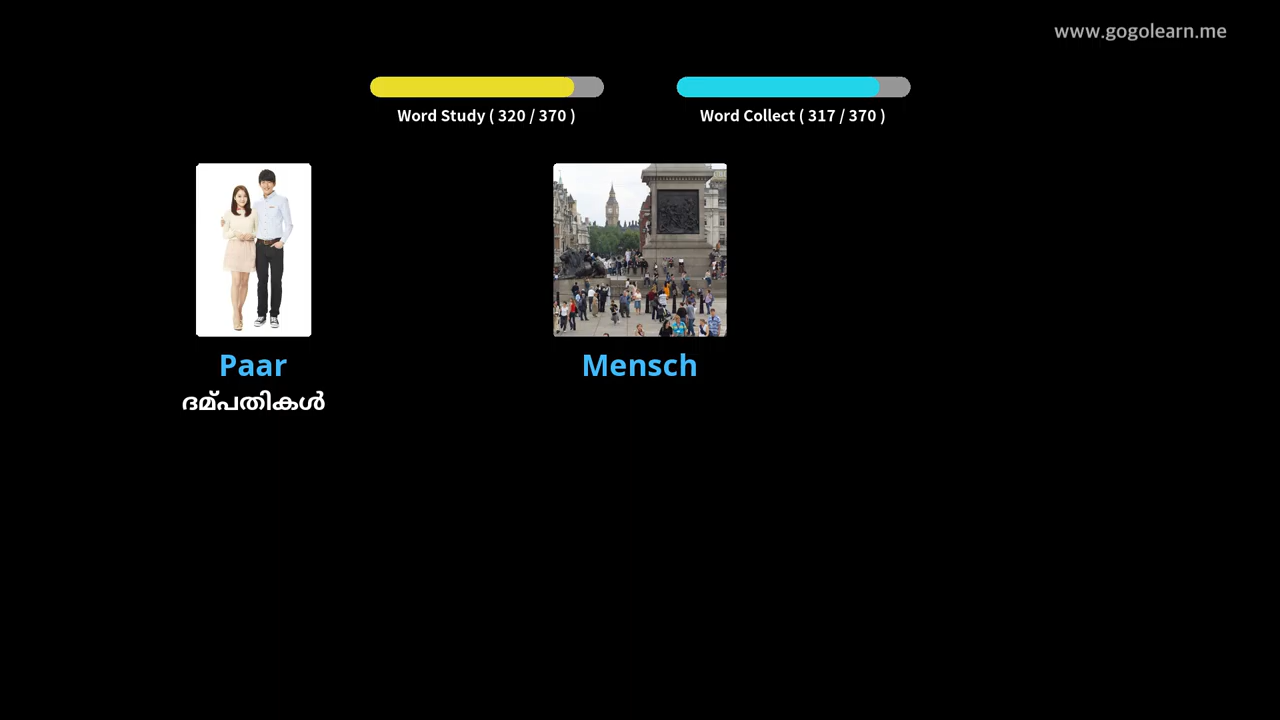 www.gogolearn.me
Word Study ( 320 / 370 )
Word Collect ( 317 / 370 )
Paar
ദമ്പതികൾ
Mensch